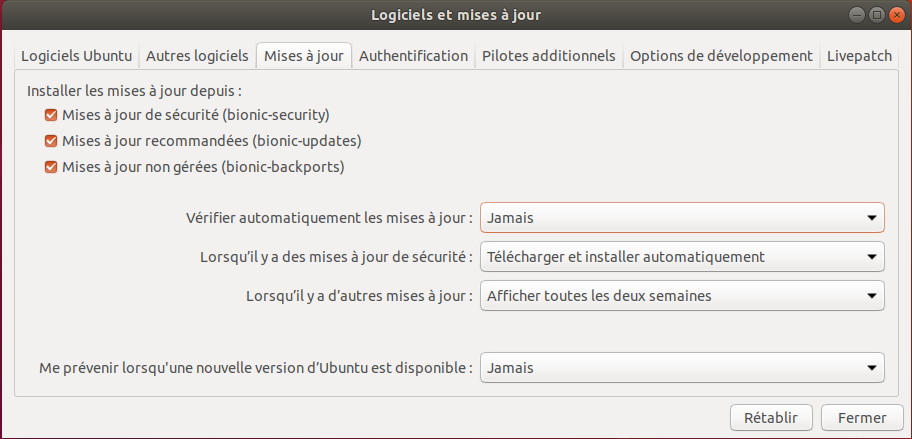 Logiciels et mises à jour
Logiciels Ubuntu Autres logiciels Mises à jour Authentification Pilotes additionnels Options de développement Livepatch
Installer les mises à jour depuis :
Mises à jour de sécurité (bionic-security)
Mises à jour recommandées (bionic-updates)
Mises à jour non gérées (bionic-backports)
Vérifier automatiquement les mises à jour : Jamais
Lorsqu’il y a des mises à jour de sécurité : Télécharger et installer automatiquement
Lorsqu’il y a d’autres mises à jour : Afficher toutes les deux semaines
Me prévenir lorsqu'une nouvelle version d’Ubuntu est disponible : Jamais
Rétablir Fermer